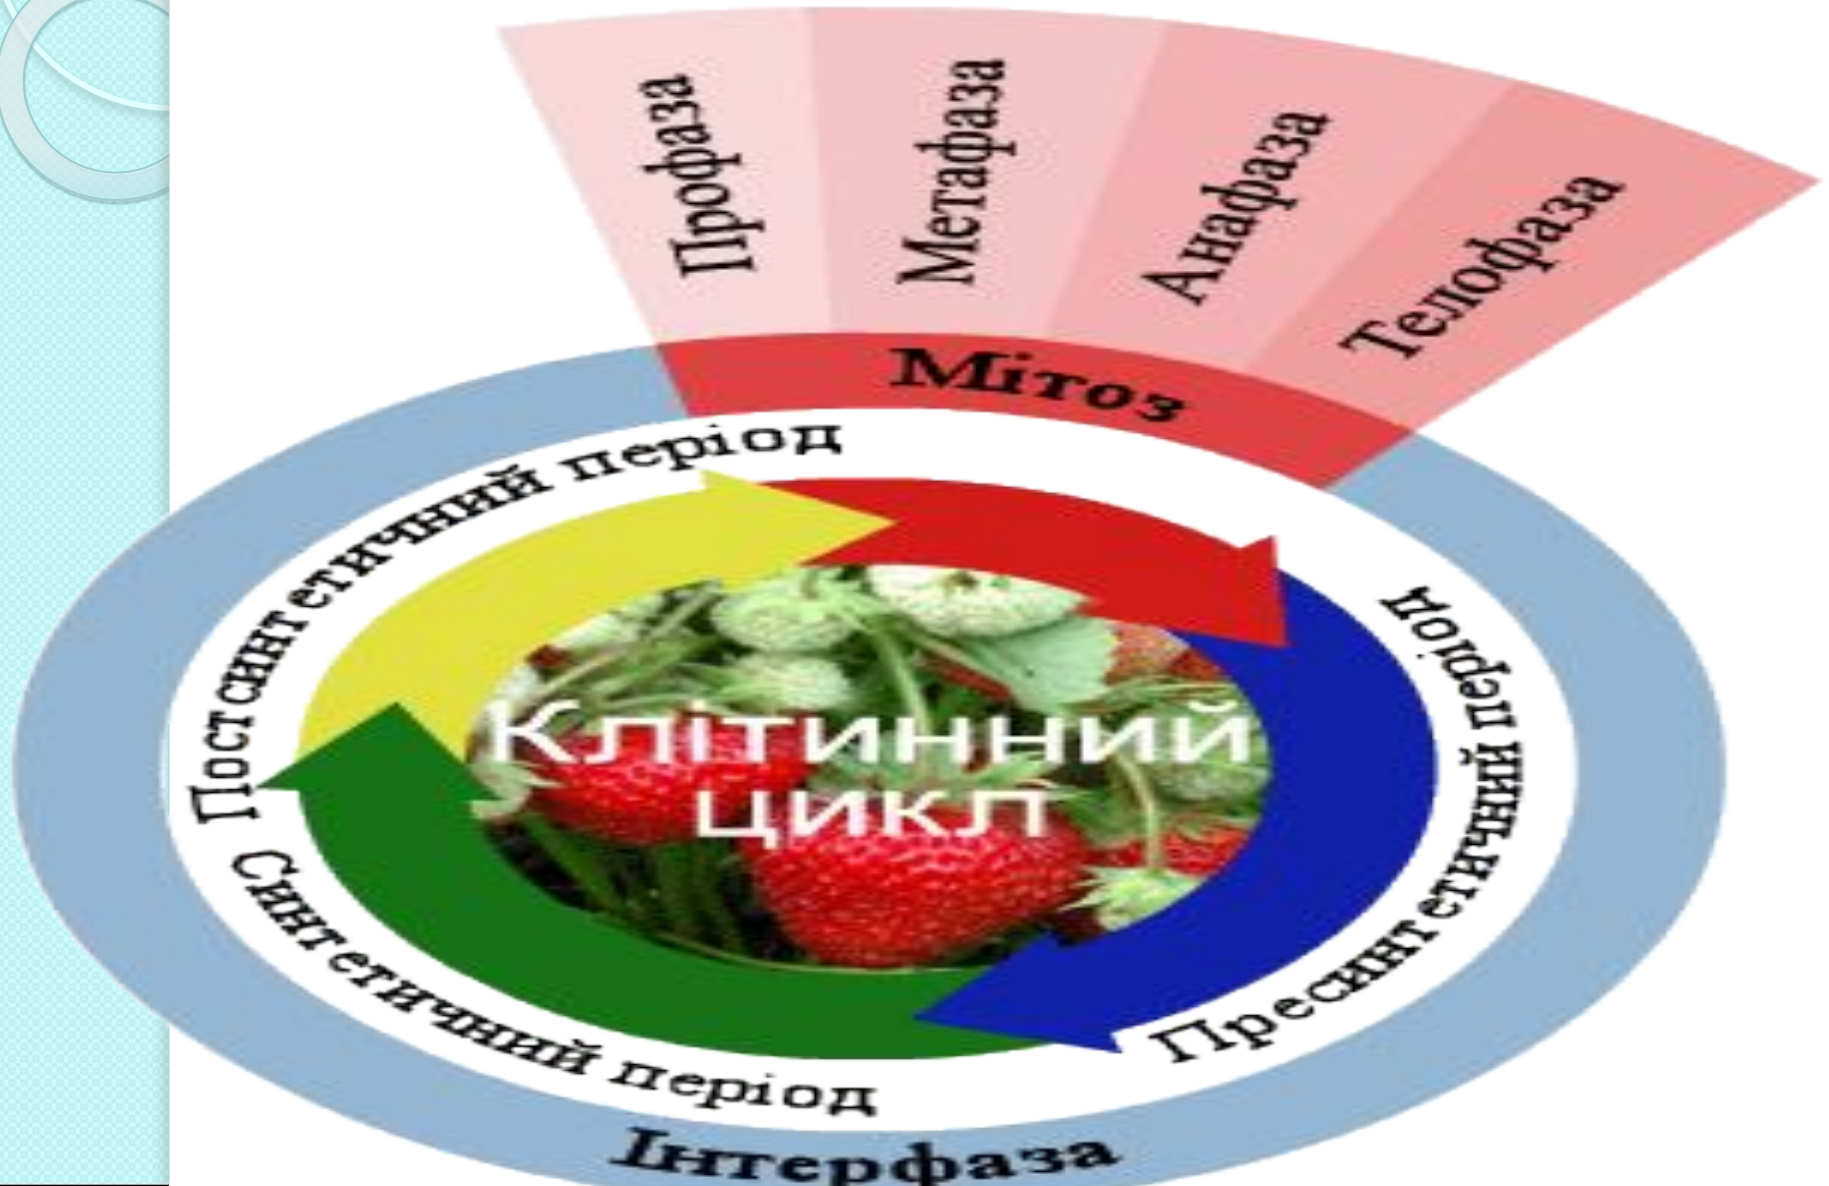 Профаза
Метафаза
Анафаза
Телофаза
Мітоз
Постсинтетичний період
Пресинтетичний період
Клітинний
цикл
Синтетичний період
Інтерфаза